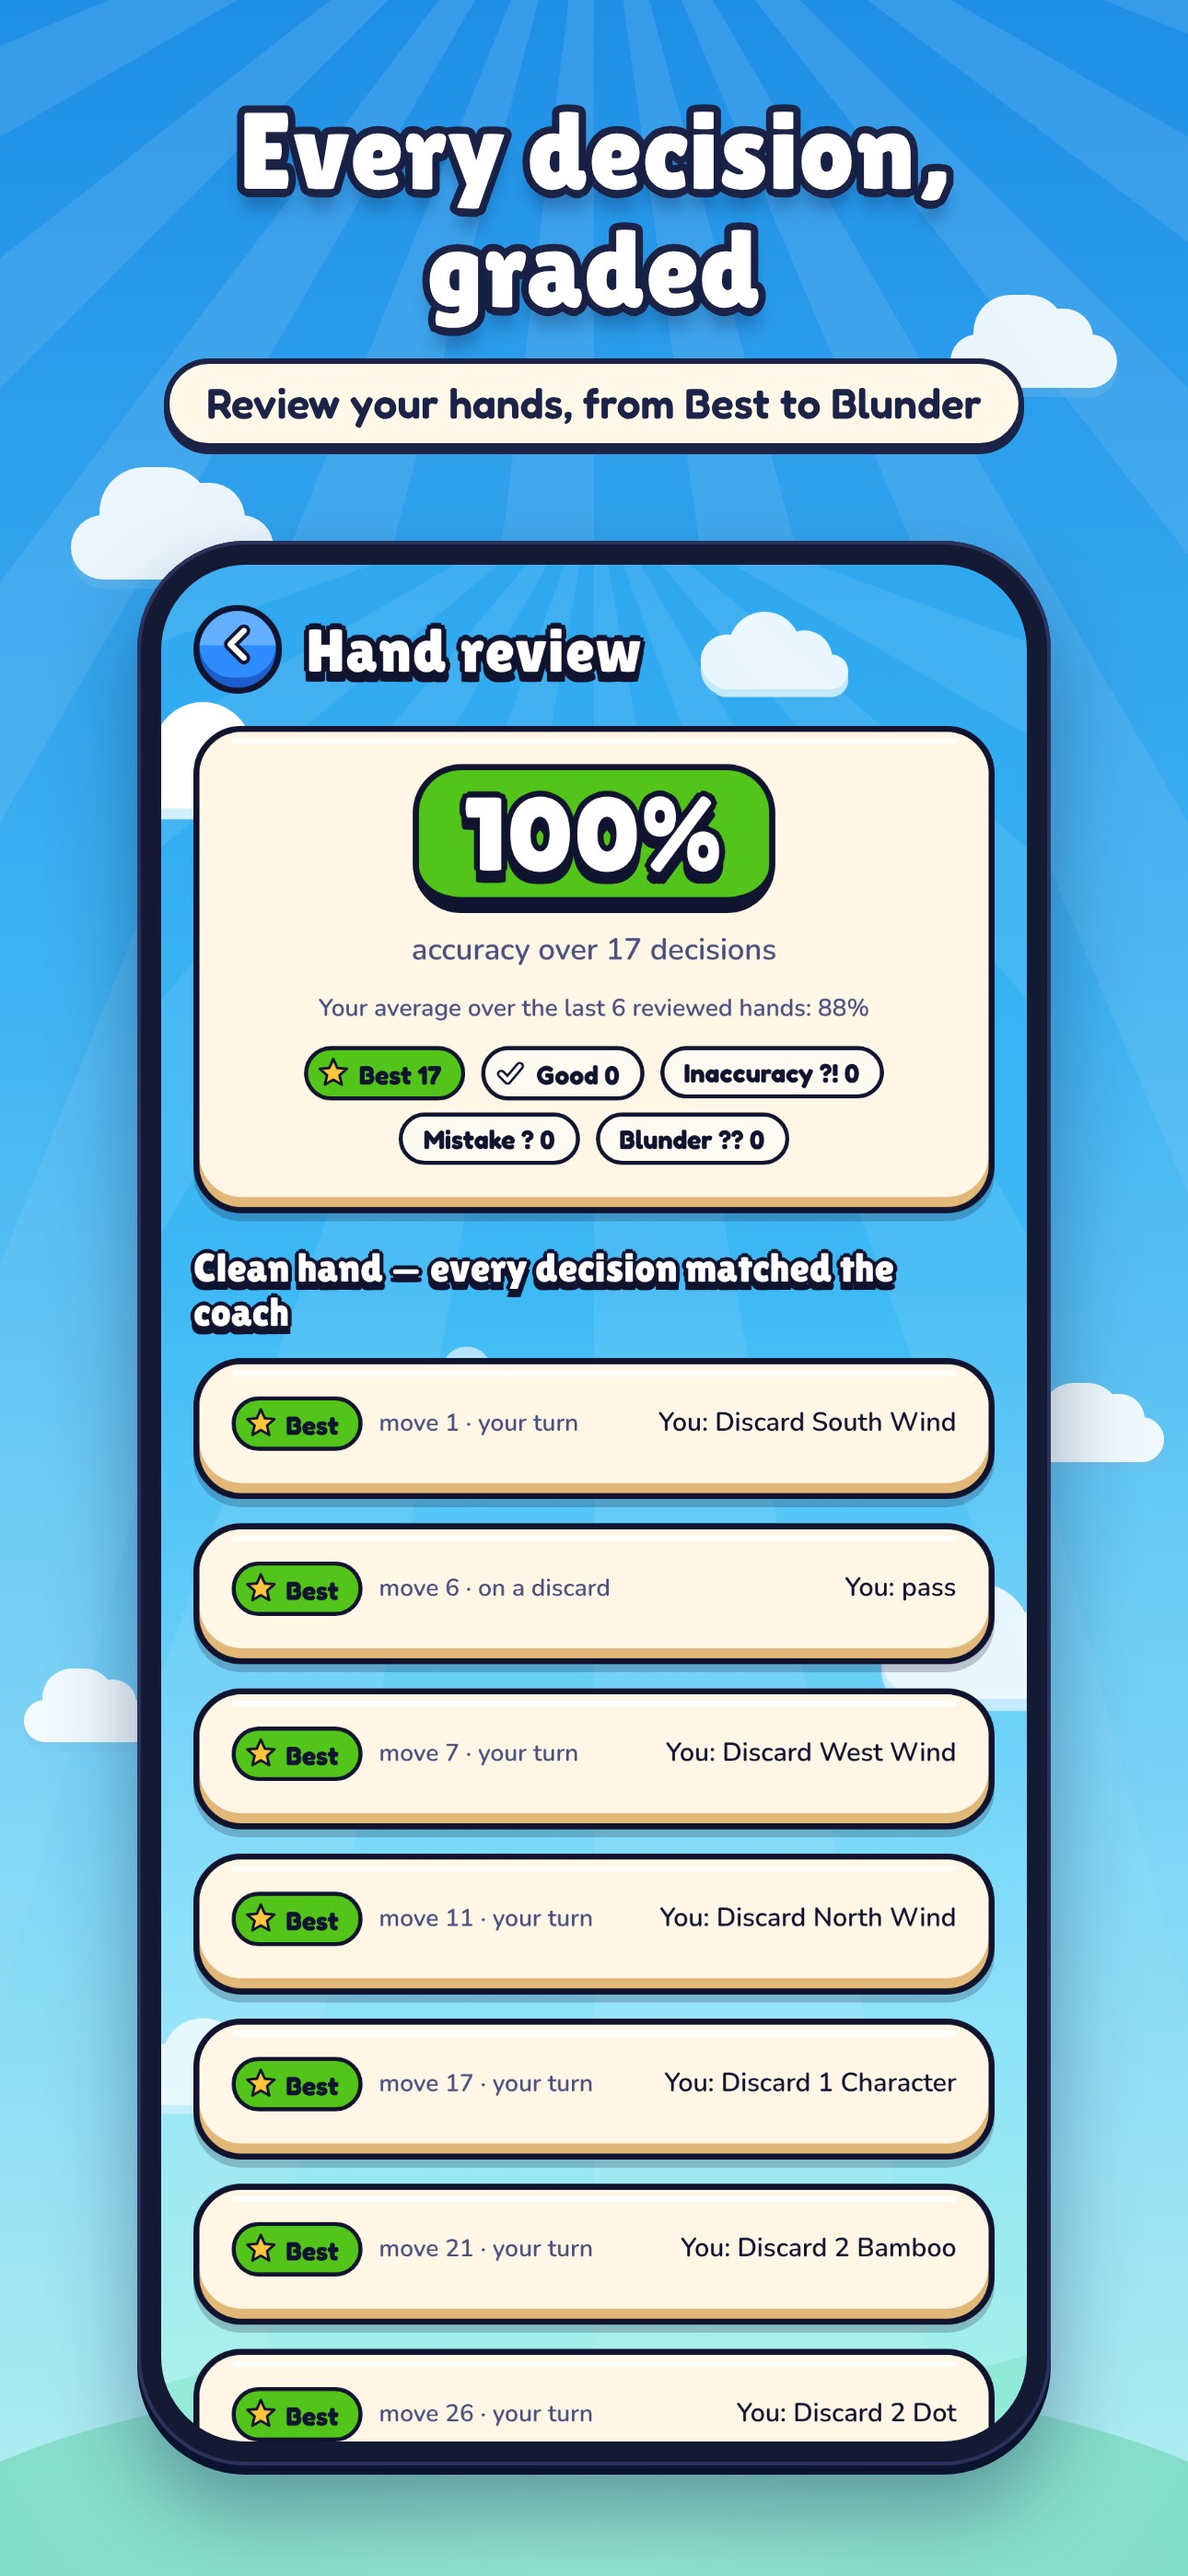 Every decision,
graded
Review your hands, from Best to Blunder
Hand review
100%
accuracy over 17 decisions
Your average over the last 6 reviewed hands: 88%
Best 17 Good 0 Inaccuracy ?! 0
Mistake ? 0 Blunder ?? 0
Clean hand – every decision matched the
coach
Best move 1 · your turn You: Discard South Wind
Best move 6 · on a discard You: pass
Best move 7 · your turn You: Discard West Wind
Best move 11 · your turn You: Discard North Wind
Best move 17 · your turn You: Discard 1 Character
Best move 21 · your turn You: Discard 2 Bamboo
Best move 26 · your turn You: Discard 2 Dot